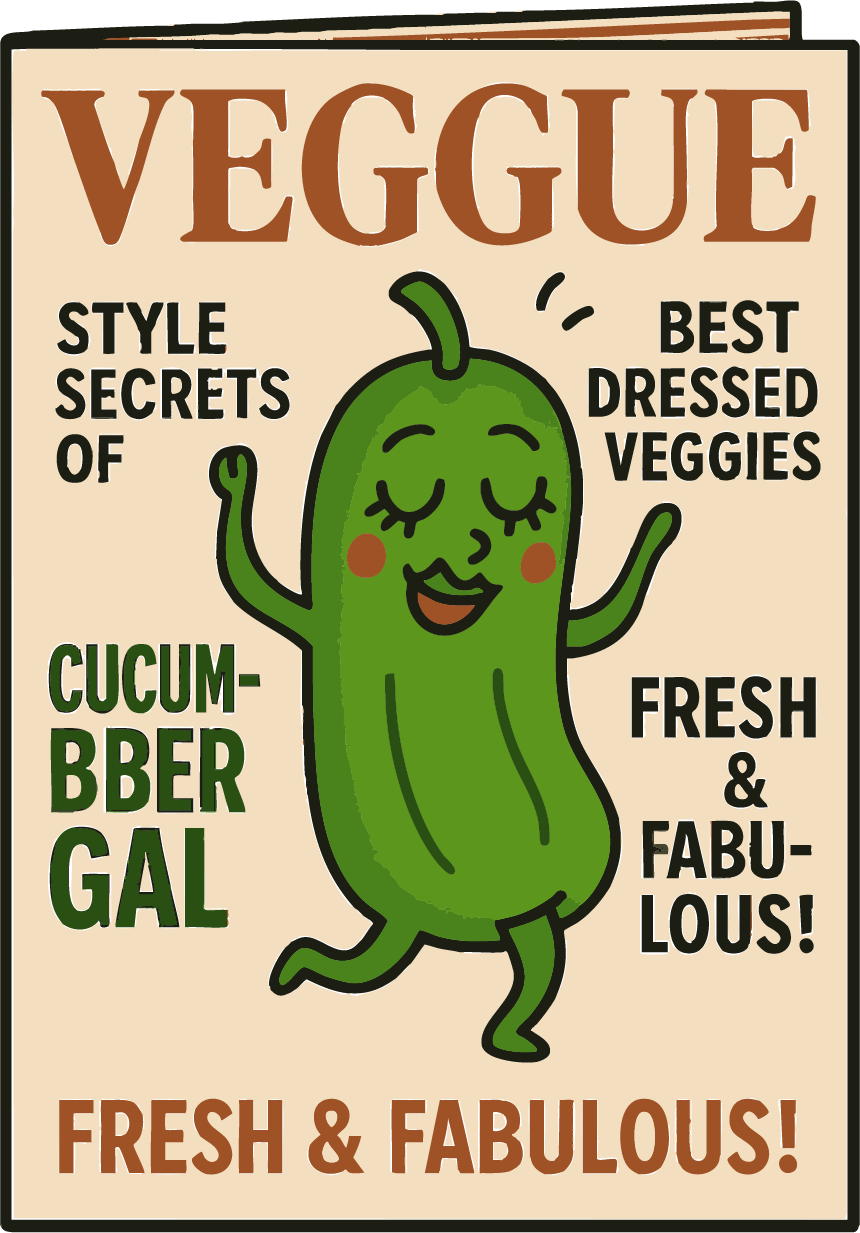 VEGGUE
STYLE
SECRETS
OF
BEST
DRESSED
VEGGIES
CUCUM-
BBER
GAL
FRESH
&
FABU-
LOUS!
FRESH & FABULOUS!